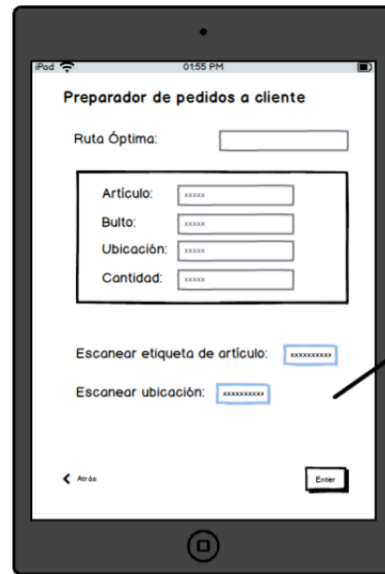 iPad 01:55 PM
Preparador de pedidos a cliente
Ruta Óptima:
Artículo: xxxxx
Bulto: xxxxx
Ubicación: xxxxx
Cantidad: xxxxx
Escanear etiqueta de artículo: xxxxxxxxxx
Escanear ubicación: xxxxxxxxxx
Atrás Enter